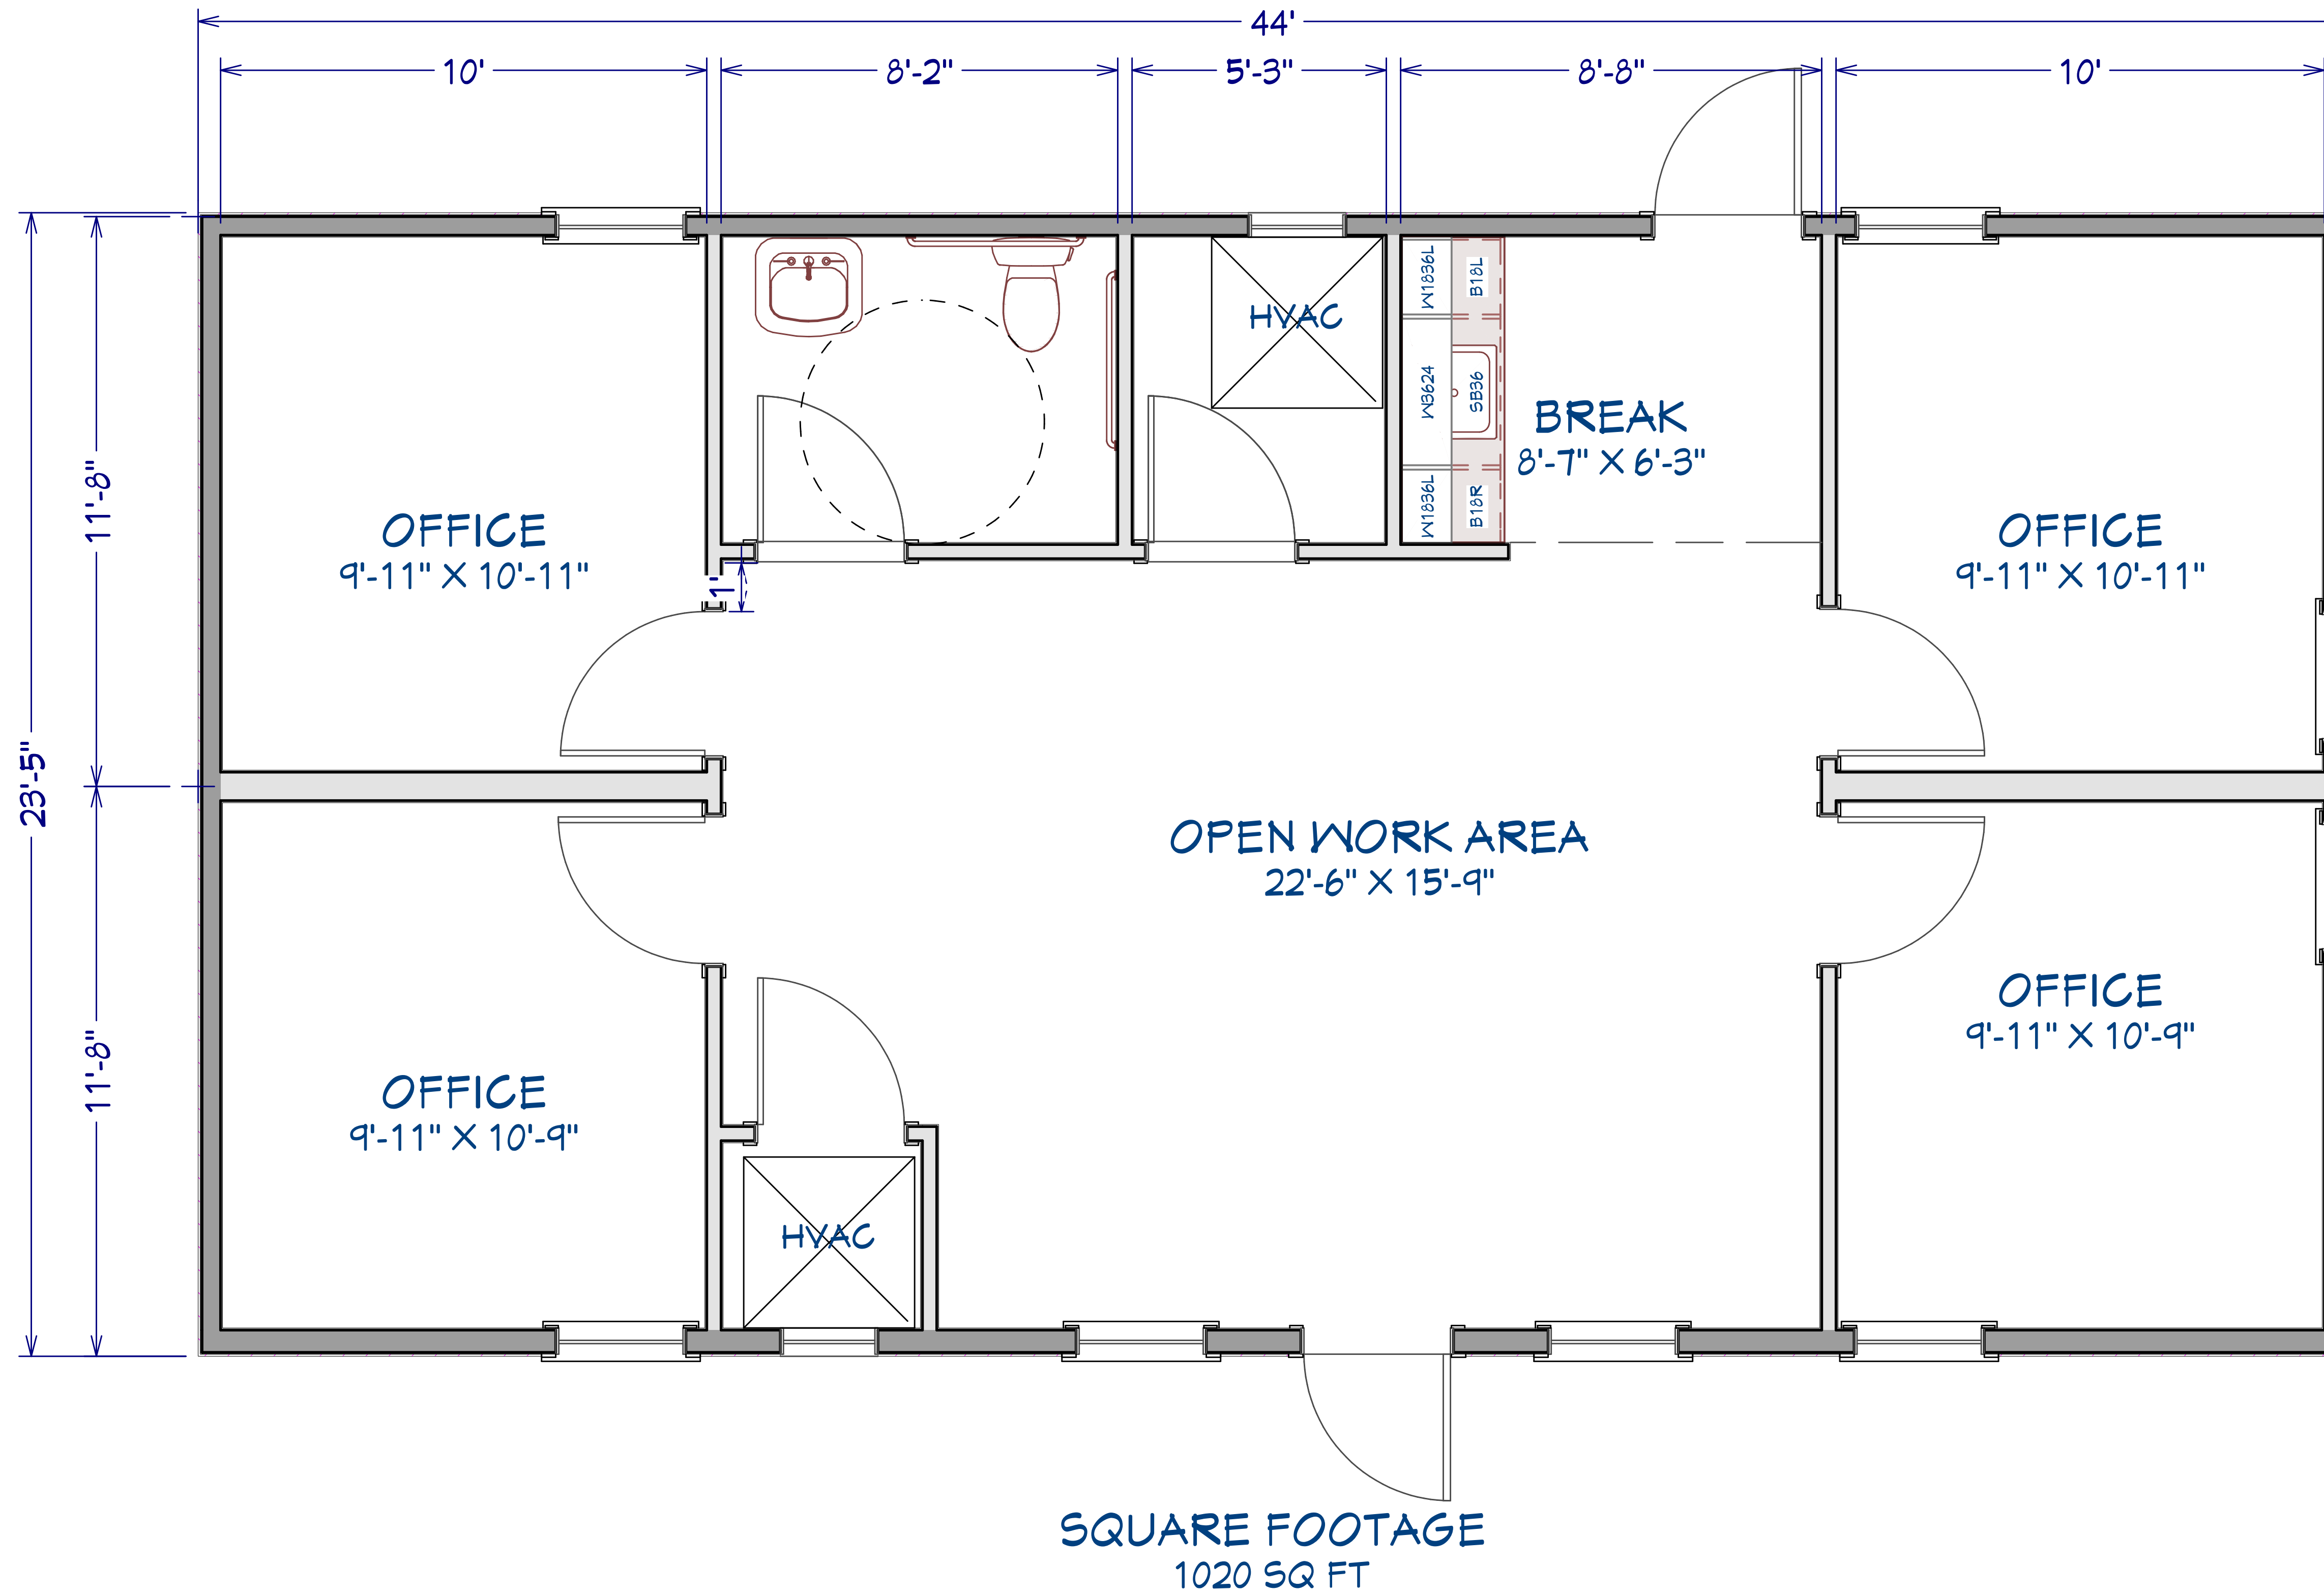 44'
10'
8'-2"
5'-3"
8'-8"
10'
W1836L
B18L
HVAC
W3624
SB36
BREAK
8'-7" X 6'-3"
W1836L
B18R
11'-8"
OFFICE
9'-11" X 10'-11"
OFFICE
9'-11" X 10'-11"
1'
23'-5"
OPEN WORK AREA
22'-6" X 15'-9"
OFFICE
9'-11" X 10'-9"
11'-8"
OFFICE
9'-11" X 10'-9"
HVAC
SQUARE FOOTAGE
1020 SQ FT